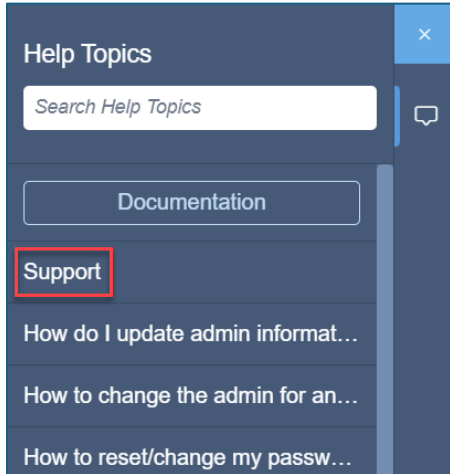 Help Topics
Search Help Topics
Documentation
Support
How do I update admin informat...
How to change the admin for an...
How to reset/change my passw...